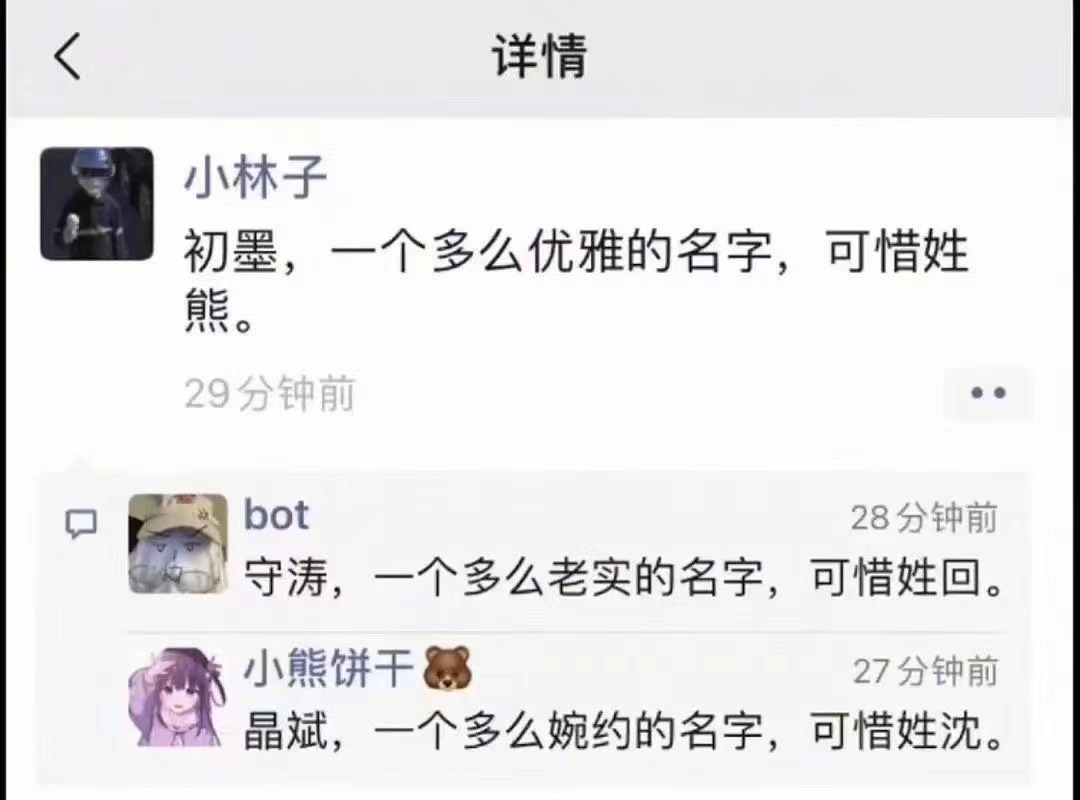 详情
小林子
初墨，一个多么优雅的名字，可惜姓
熊。
29分钟前
bot
28分钟前
守涛，一个多么老实的名字，可惜姓回。
小熊饼干🐻
27分钟前
晶斌，一个多么婉约的名字，可惜姓沈。